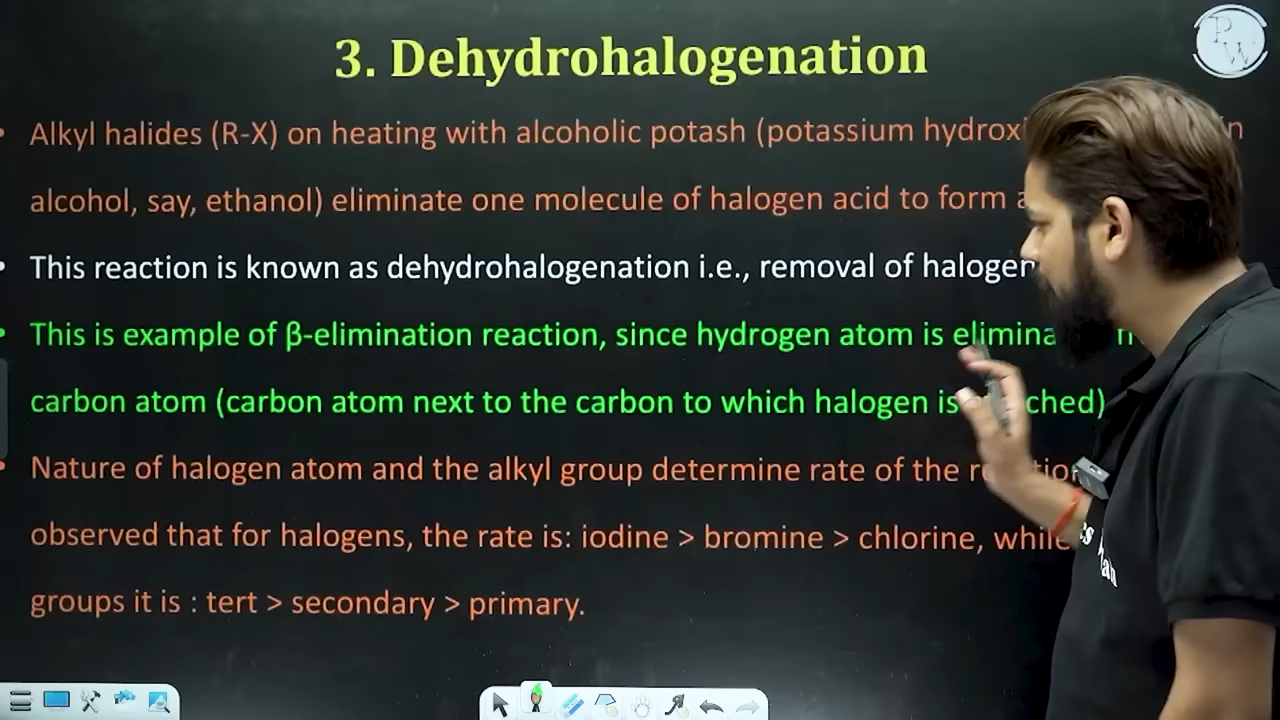 3. Dehydrohalogenation
PW
• Alkyl halides (R-X) on heating with alcoholic potash (potassium in
alcohol, say, ethanol) eliminate one molecule of halogen acid to form
• This reaction is known as dehydrohalogenation i.e., removal of halogen
• This is example of β-elimination reaction, since hydrogen atom is
carbon atom (carbon atom next to the carbon to which halogen is
• Nature of halogen atom and the alkyl group determine rate of the
observed that for halogens, the rate is: iodine > bromine > chlorine, while
groups it is : tert > secondary > primary.